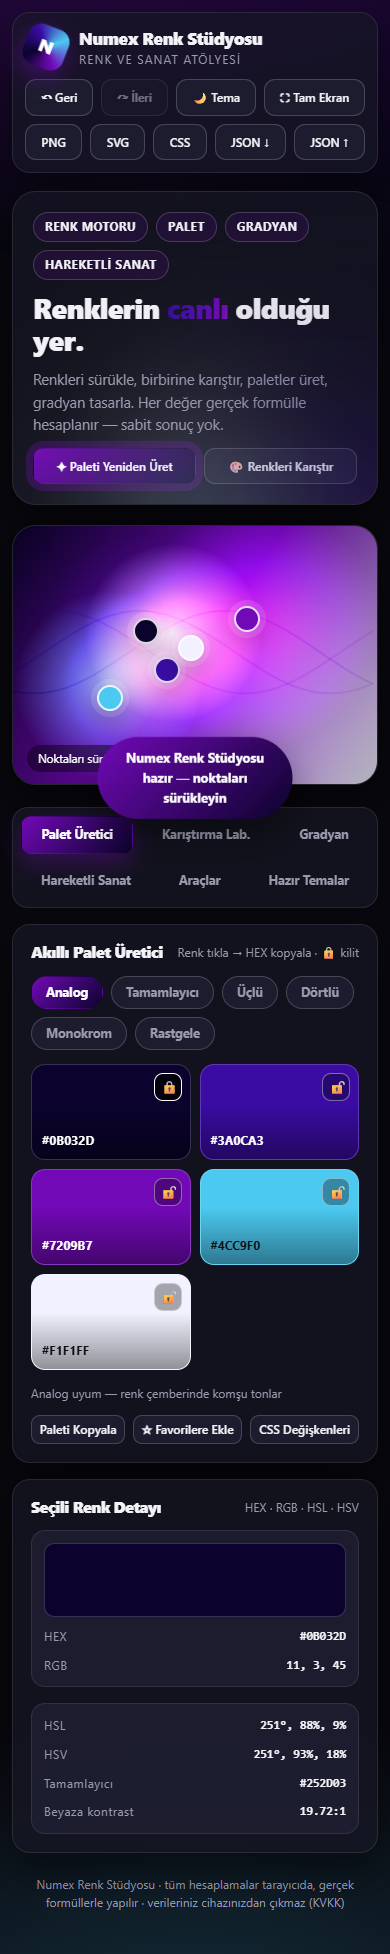 N
Numex Renk Stüdyosu
RENK VE SANAT ATÖLYESİ
↶ Geri
↷ İleri
🌙 Tema
⛶ Tam Ekran
PNG
SVG
CSS
JSON ↓
JSON ↑
RENK MOTORU
PALET
GRADYAN
HAREKETLİ SANAT
Renklerin canlı olduğu
yer.
Renkleri sürükle, birbirine karıştır, paletler üret,
gradyan tasarla. Her değer gerçek formülle
hesaplanır — sabit sonuç yok.
✦ Paleti Yeniden Üret
🎨 Renkleri Karıştır
Noktaları sür
Numex Renk Stüdyosu
hazır — noktaları
sürükleyin
Palet Üretici
Karıştırma Lab.
Gradyan
Hareketli Sanat
Araçlar
Hazır Temalar
Akıllı Palet Üretici
Renk tıkla → HEX kopyala · 🔒 kilit
Analog
Tamamlayıcı
Üçlü
Dörtlü
Monokrom
Rastgele
#0B032D
#3A0CA3
#7209B7
#4CC9F0
#F1F1FF
Analog uyum — renk çemberinde komşu tonlar
Paleti Kopyala
☆ Favorilere Ekle
CSS Değişkenleri
Seçili Renk Detayı
HEX · RGB · HSL · HSV
HEX #0B032D
RGB 11, 3, 45
HSL 251°, 88%, 9%
HSV 251°, 93%, 18%
Tamamlayıcı #252D03
Beyaza kontrast 19.72:1
Numex Renk Stüdyosu · tüm hesaplamalar tarayıcıda, gerçek
formüllerle yapılır · verileriniz cihazınızdan çıkmaz (KVKK)